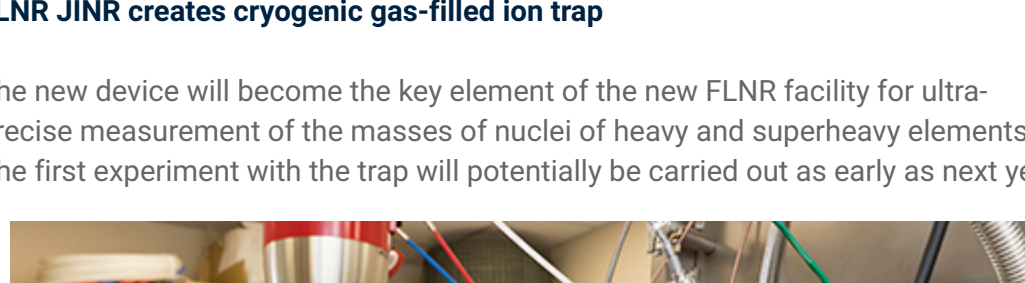 LNR JINR creates cryogenic gas-filled ion trap
he new device will become the key element of the new FLNR facility for ultra-
recise measurement of the masses of nuclei of heavy and superheavy elements
he first experiment with the trap will potentially be carried out as early as next ye